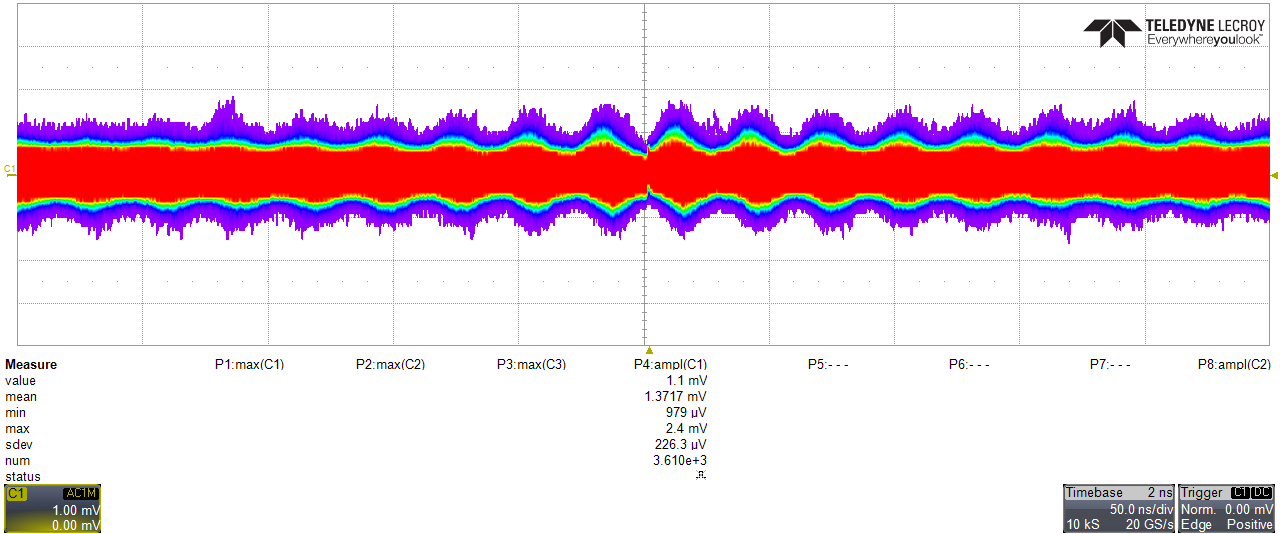 TELEDYNE LECROY
Everywhereyoulook™
C1
Measure P1:max(C1) P2:max(C2) P3:max(C3) P4:ampl(C1) P5:- - - P6:- - - P7:- - - P8:ampl(C2)
value 1.1 mV
mean 1.3717 mV
min 979 µV
max 2.4 mV
sdev 226.3 µV
num 3.610e+3
status
C1 AC1M
1.00 mV
0.00 mV
Timebase 2 ns
50.0 ns/div
10 kS 20 GS/s
Trigger C1 DC
Norm. 0.00 mV
Edge Positive